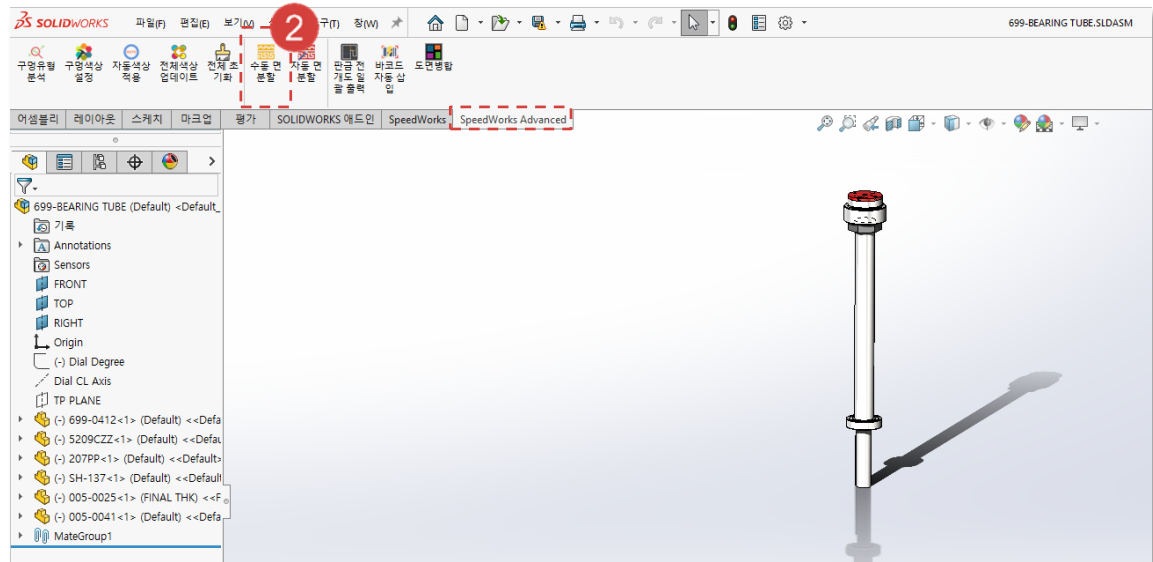 SOLIDWORKS 파일(F) 편집(E) 보기(V) 구(T) 창(W) 699-BEARING TUBE.SLDASM
2
구멍유형 분석
구멍색상 설정
자동색상 적용
전체색상 업데이트
전체 초기화
수동 면 분할
자동 면 분할
판금 전개도 일괄 출력
바코드 자동 삽입
도면병합
어셈블리 레이아웃 스케치 마크업 평가 SOLIDWORKS 애드인 SpeedWorks SpeedWorks Advanced
699-BEARING TUBE (Default) <Default_
기록
Annotations
Sensors
FRONT
TOP
RIGHT
Origin
(-) Dial Degree
Dial CL Axis
TP PLANE
(-) 699-0412<1> (Default) <<Defa
(-) 5209CZZ<1> (Default) <<Defau
(-) 207PP<1> (Default) <<Default>
(-) SH-137<1> (Default) <<Default
(-) 005-0025<1> (FINAL THK) <<F
(-) 005-0041<1> (Default) <<Defa
MateGroup1